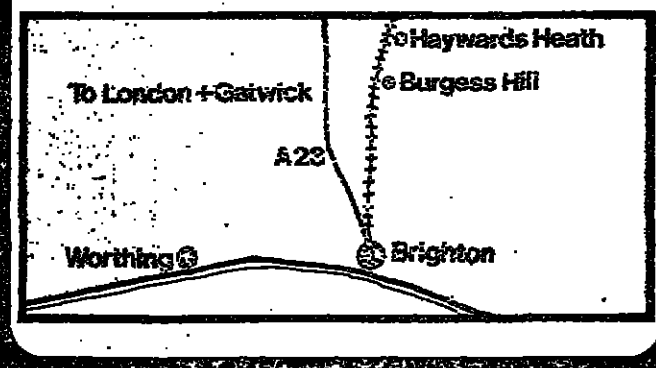 Haywards Heath
Burgess Hill
To London + Gatwick
A23
Worthing
Brighton